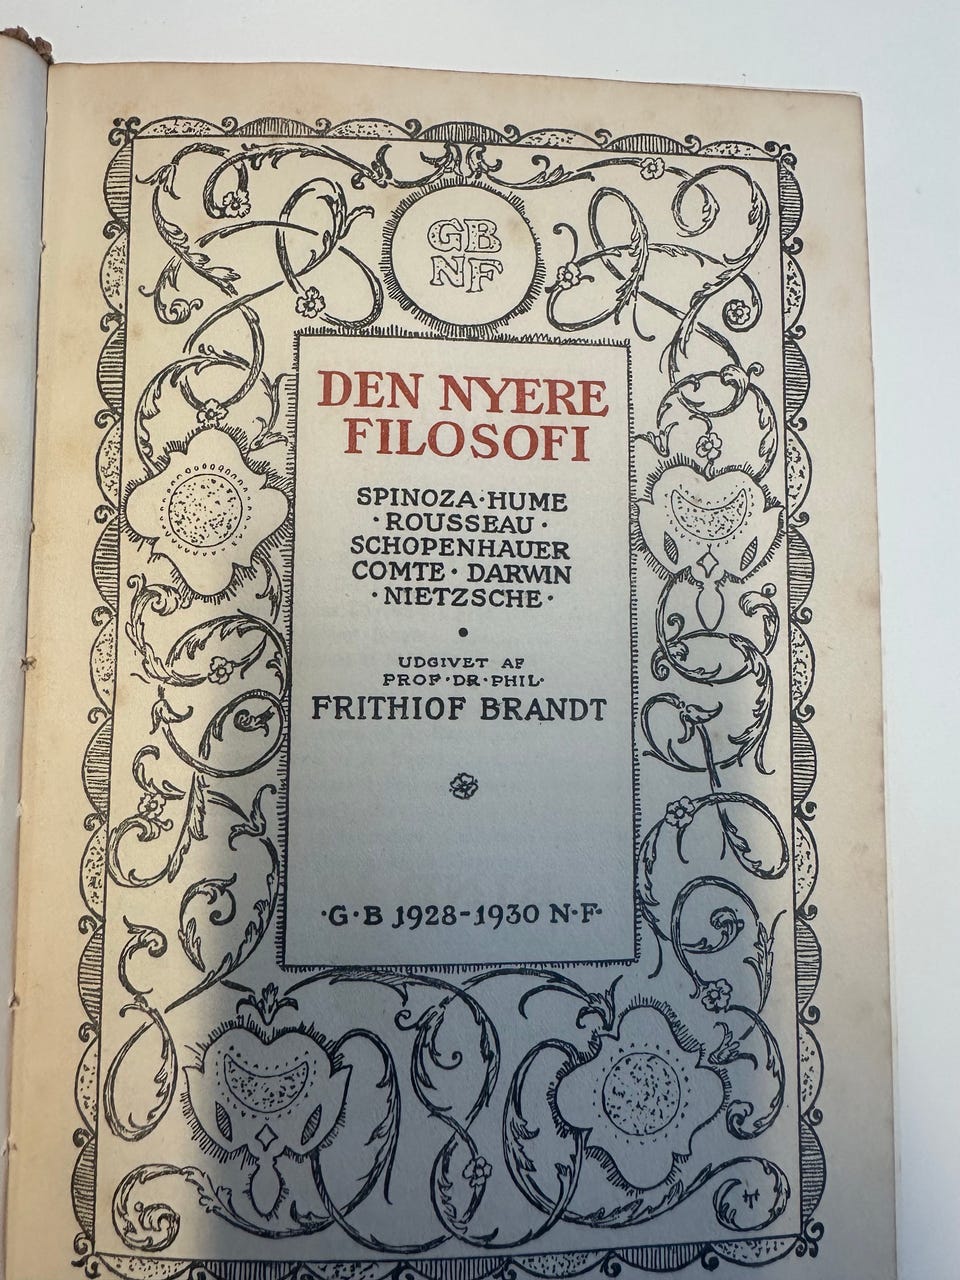 GB
NF
DEN NYERE
FILOSOFI
SPINOZA·HUME
·ROUSSEAU·
SCHOPENHAUER
COMTE·DARWIN
·NIETZSCHE·
UDGIVET AF
PROF·DR·PHIL·
FRITHIOF BRANDT
·G·B 1928-1930 N·F·